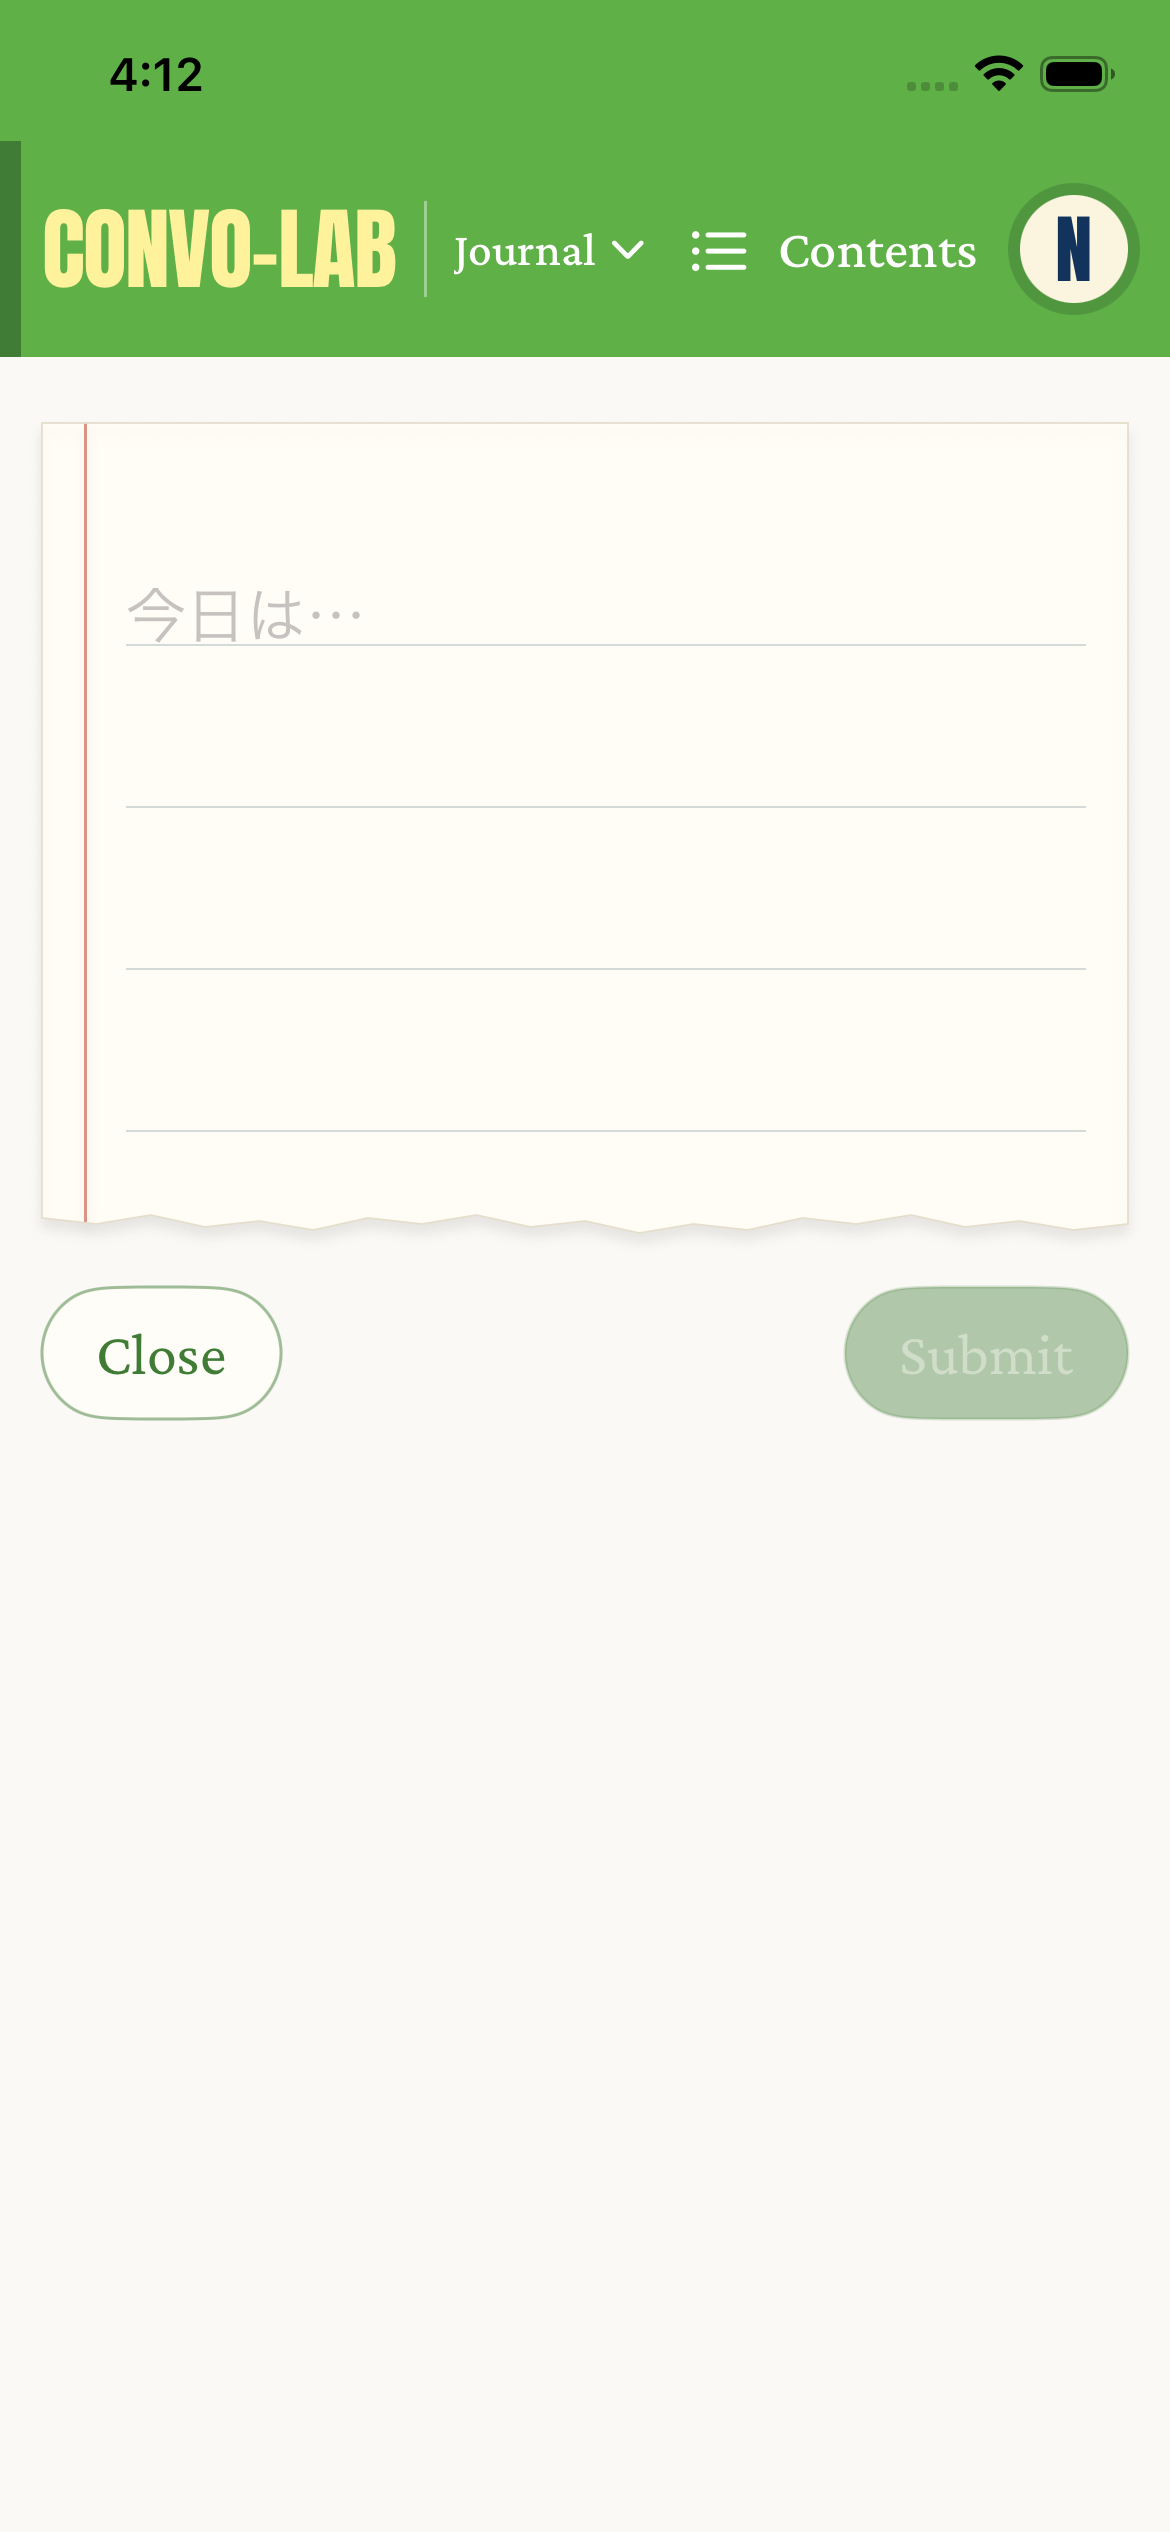 4:12
CONVO-LAB
Journal
Contents
N
今日は…
Close
Submit